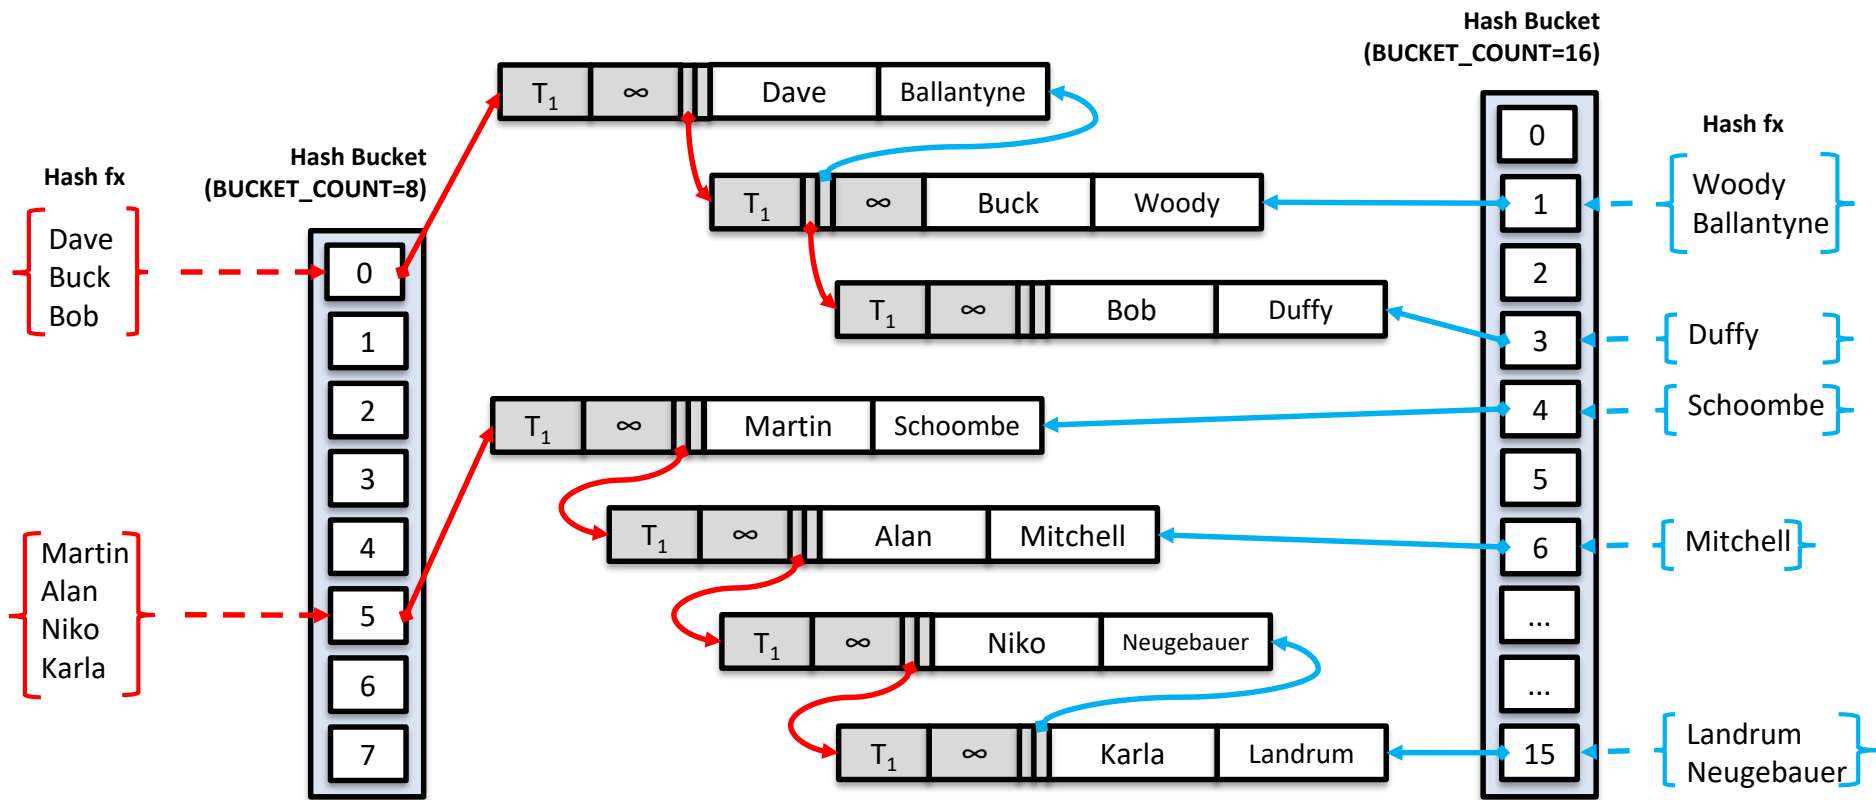 Hash Bucket
(BUCKET_COUNT=16)
Hash fx
Hash Bucket
(BUCKET_COUNT=8)
Hash fx
Dave
Buck
Bob
Martin
Alan
Niko
Karla
0
1
2
3
4
5
6
7
T1 ∞ Dave Ballantyne
T1 ∞ Buck Woody
T1 ∞ Bob Duffy
T1 ∞ Martin Schoombe
T1 ∞ Alan Mitchell
T1 ∞ Niko Neugebauer
T1 ∞ Karla Landrum
0
1
2
3
4
5
6
...
...
15
Woody
Ballantyne
Duffy
Schoombe
Mitchell
Landrum
Neugebauer